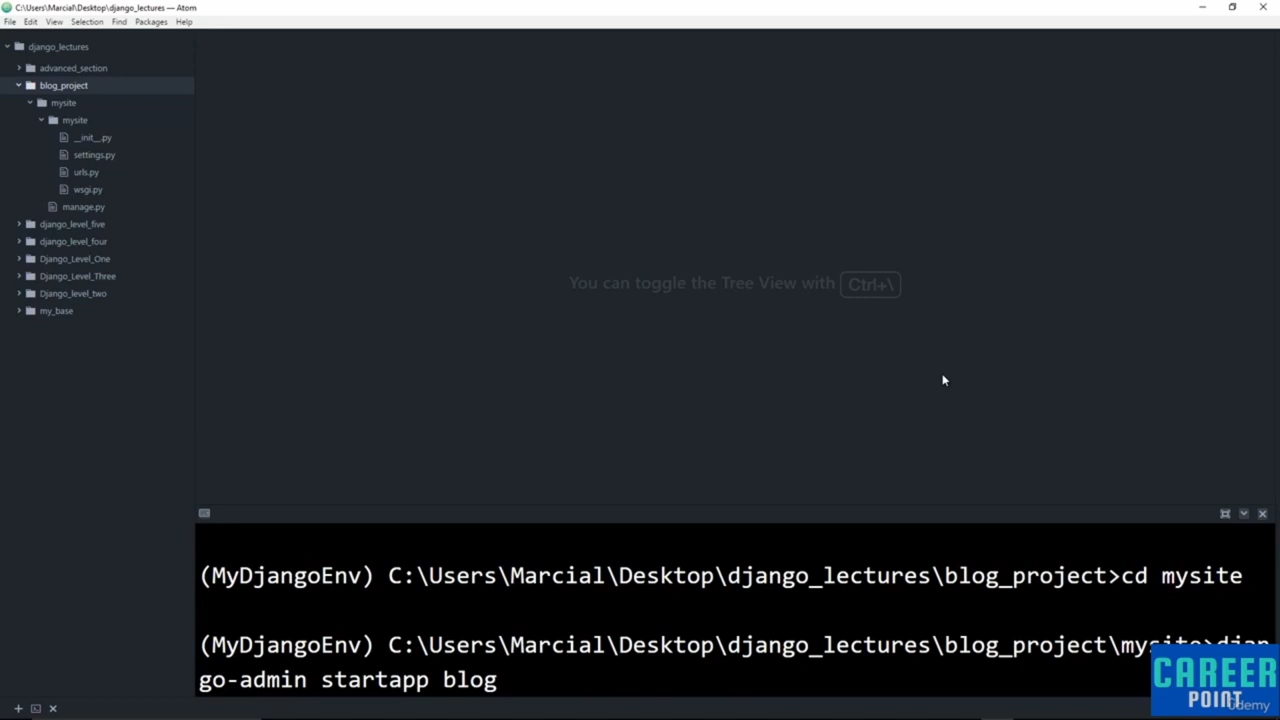 C:\Users\Marcial\Desktop\django_lectures — Atom
File Edit View Selection Find Packages Help
django_lectures
advanced_section
blog_project
mysite
mysite
__init__.py
settings.py
urls.py
wsgi.py
manage.py
django_level_five
django_level_four
Django_Level_One
Django_Level_Three
Django_level_two
my_base
You can toggle the Tree View with Ctrl+\
(MyDjangoEnv) C:\Users\Marcial\Desktop\django_lectures\blog_project>cd mysite
(MyDjangoEnv) C:\Users\Marcial\Desktop\django_lectures\blog_project\mysite>djan
go-admin startapp blog
CAREER
POINT
Udemy